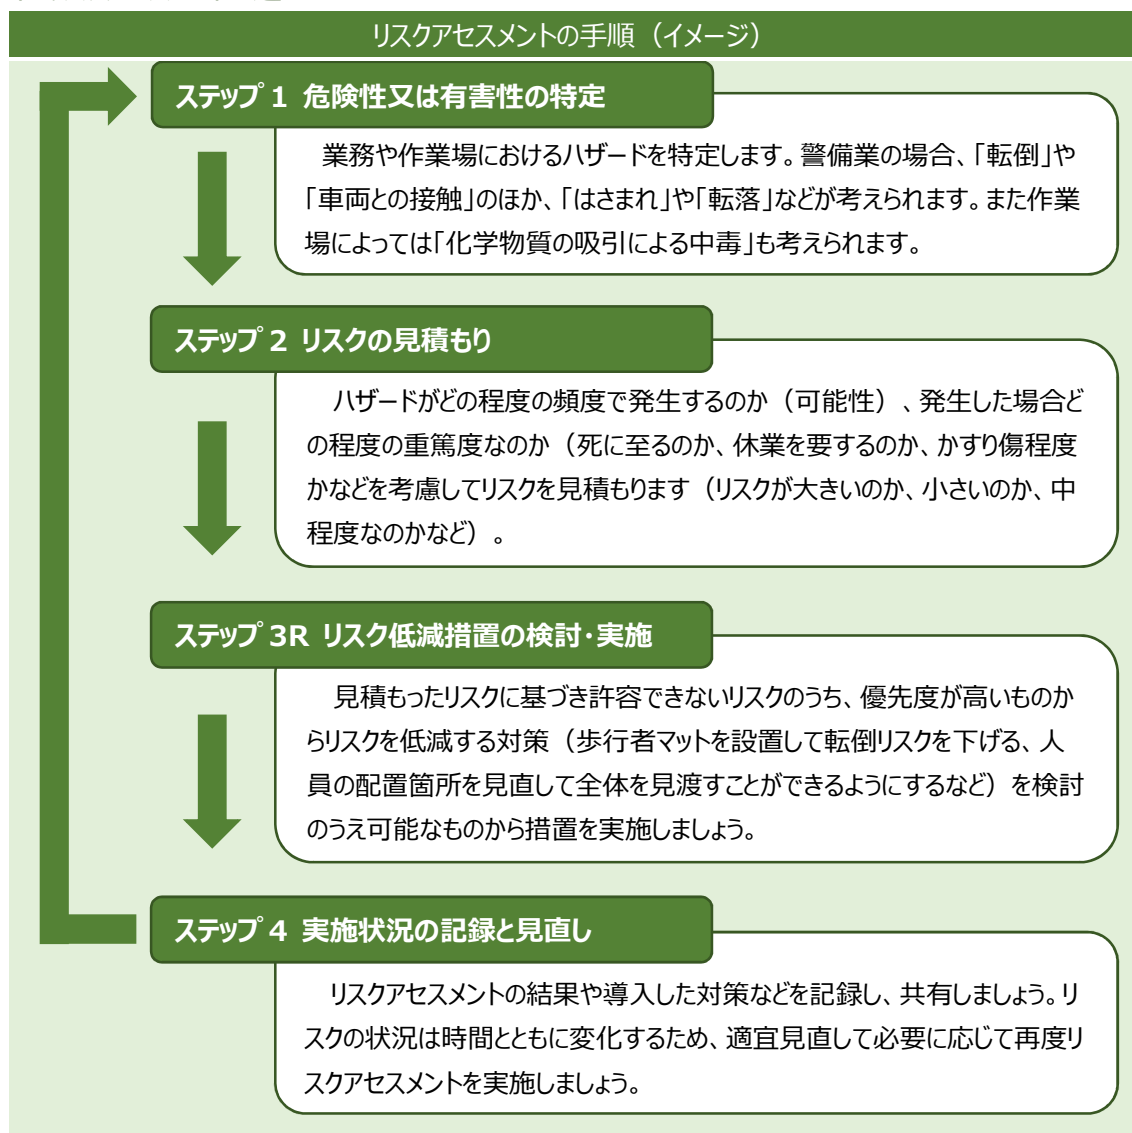 リスクアセスメントの手順（イメージ）
ステップ 1 危険性又は有害性の特定
業務や作業場におけるハザードを特定します。警備業の場合、「転倒」や
「車両との接触」のほか、「はさまれ」や「転落」などが考えられます。また作業
場によっては「化学物質の吸引による中毒」も考えられます。
ステップ 2 リスクの見積もり
ハザードがどの程度の頻度で発生するのか（可能性）、発生した場合ど
の程度の重篤度なのか（死に至るのか、休業を要するのか、かすり傷程度
かなどを考慮してリスクを見積もります（リスクが大きいのか、小さいのか、中
程度なのかなど）。
ステップ 3R リスク低減措置の検討・実施
見積もったリスクに基づき許容できないリスクのうち、優先度が高いものか
らリスクを低減する対策（歩行者マットを設置して転倒リスクを下げる、人
員の配置箇所を見直して全体を見渡すことができるようにするなど）を検討
のうえ可能なものから措置を実施しましょう。
ステップ 4 実施状況の記録と見直し
リスクアセスメントの結果や導入した対策などを記録し、共有しましょう。リ
スクの状況は時間とともに変化するため、適宜見直して必要に応じて再度リ
スクアセスメントを実施しましょう。